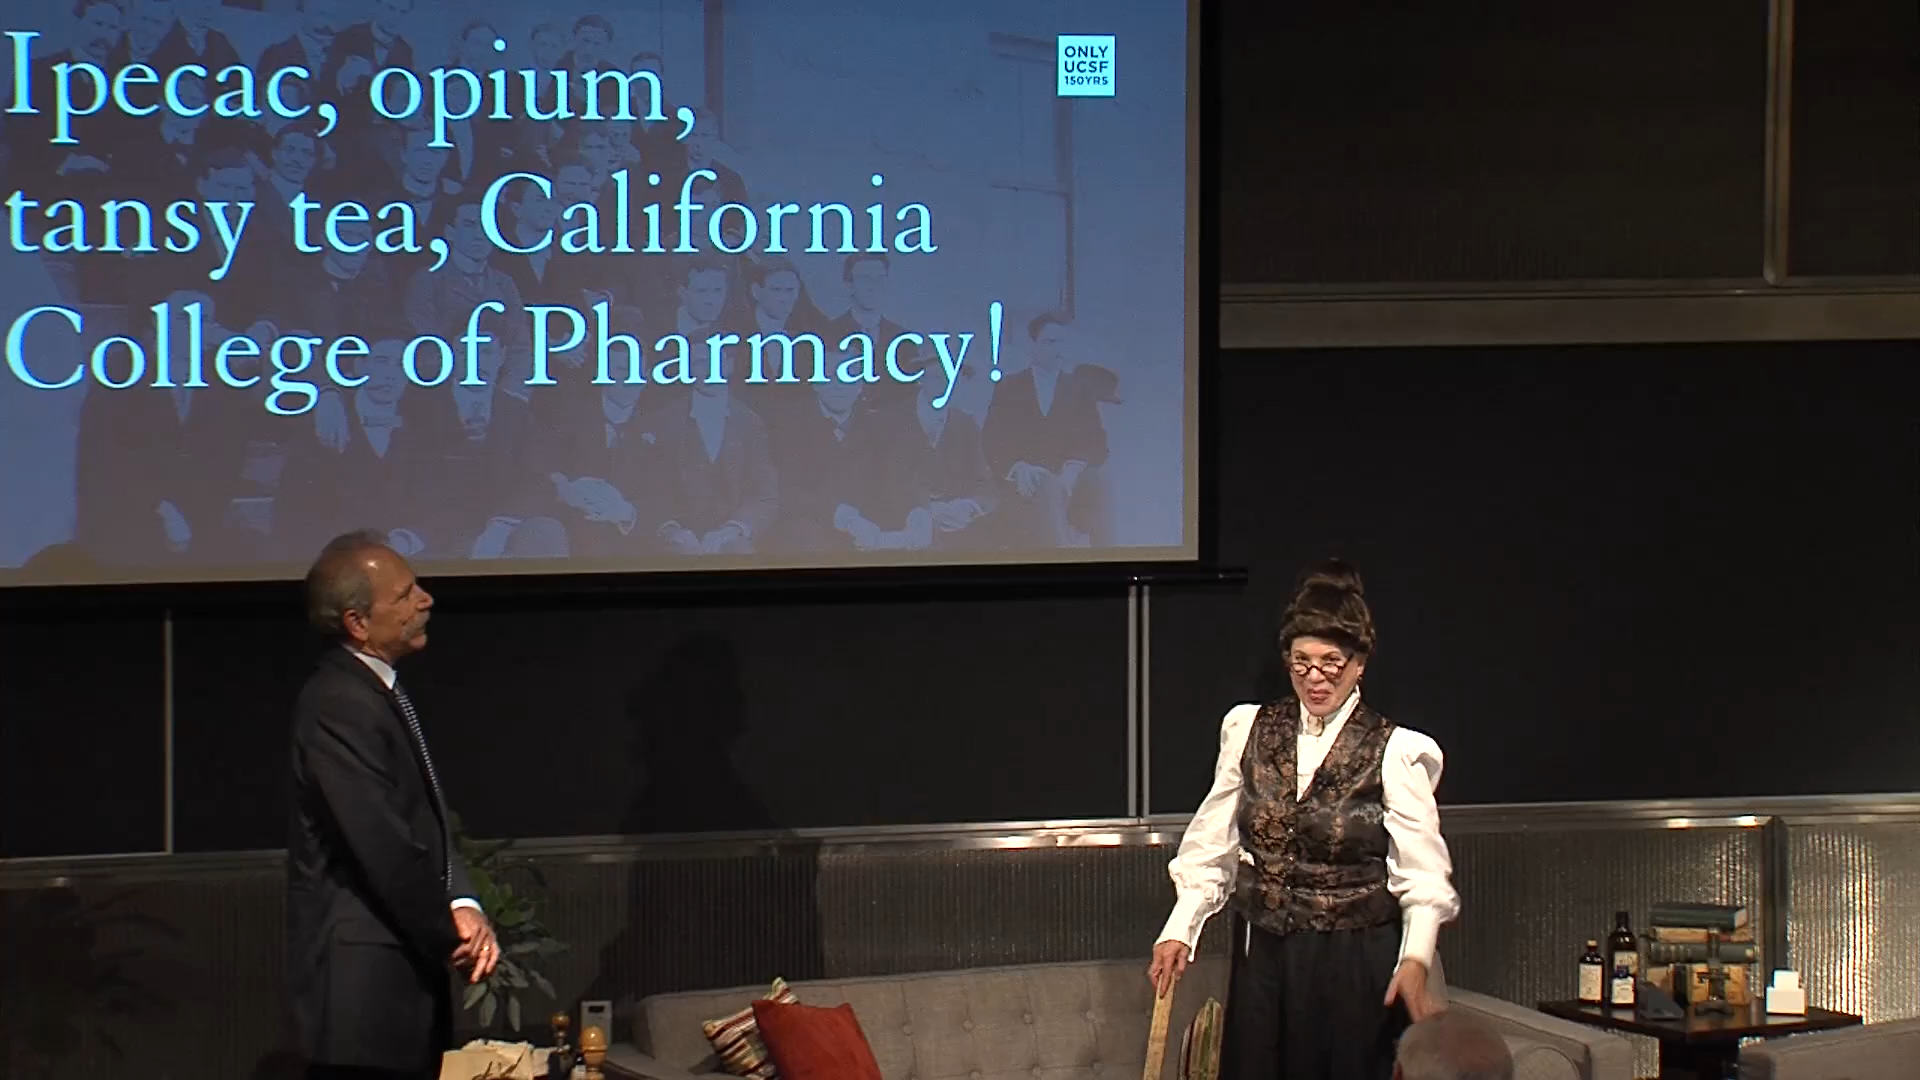 Ipecac, opium,
tansy tea, California
College of Pharmacy!
ONLY
UCSF
150YRS